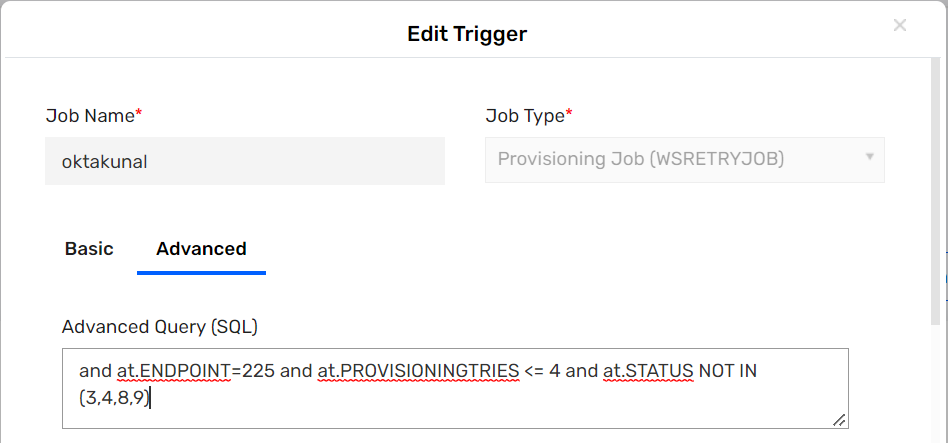 Edit Trigger
Job Name* Job Type*
oktakunal Provisioning Job (WSRETRYJOB)
Basic Advanced
Advanced Query (SQL)
and at.ENDPOINT=225 and at.PROVISIONINGTRIES <= 4 and at.STATUS NOT IN
(3,4,8,9)